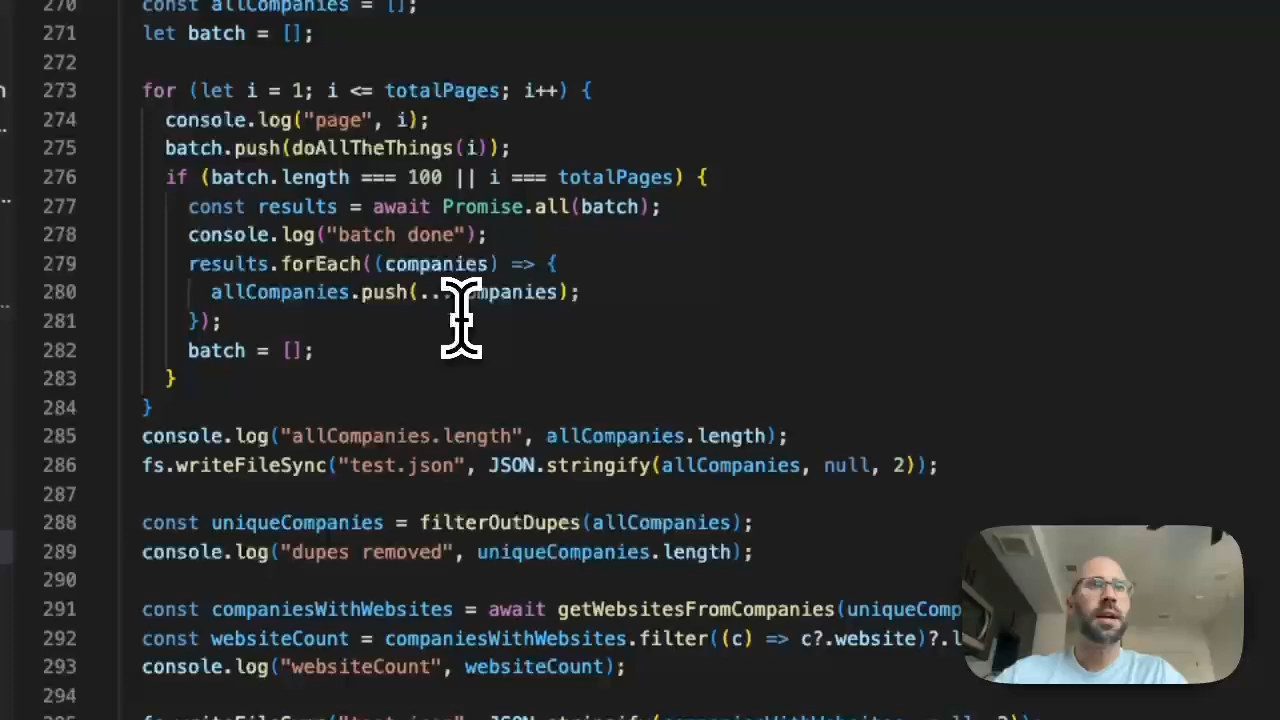 270 const allCompanies = [];
271 let batch = [];
272
273 for (let i = 1; i <= totalPages; i++) {
274 console.log("page", i);
275 batch.push(doAllTheThings(i));
276 if (batch.length === 100 || i === totalPages) {
277 const results = await Promise.all(batch);
278 console.log("batch done");
279 results.forEach((companies) => {
280 allCompanies.push(...companies);
281 });
282 batch = [];
283 }
284 }
285 console.log("allCompanies.length", allCompanies.length);
286 fs.writeFileSync("test.json", JSON.stringify(allCompanies, null, 2));
287
288 const uniqueCompanies = filterOutDupes(allCompanies);
289 console.log("dupes removed", uniqueCompanies.length);
290
291 const companiesWithWebsites = await getWebsitesFromCompanies(uniqueComp
292 const websiteCount = companiesWithWebsites.filter((c) => c?.website)?.l
293 console.log("websiteCount", websiteCount);
294